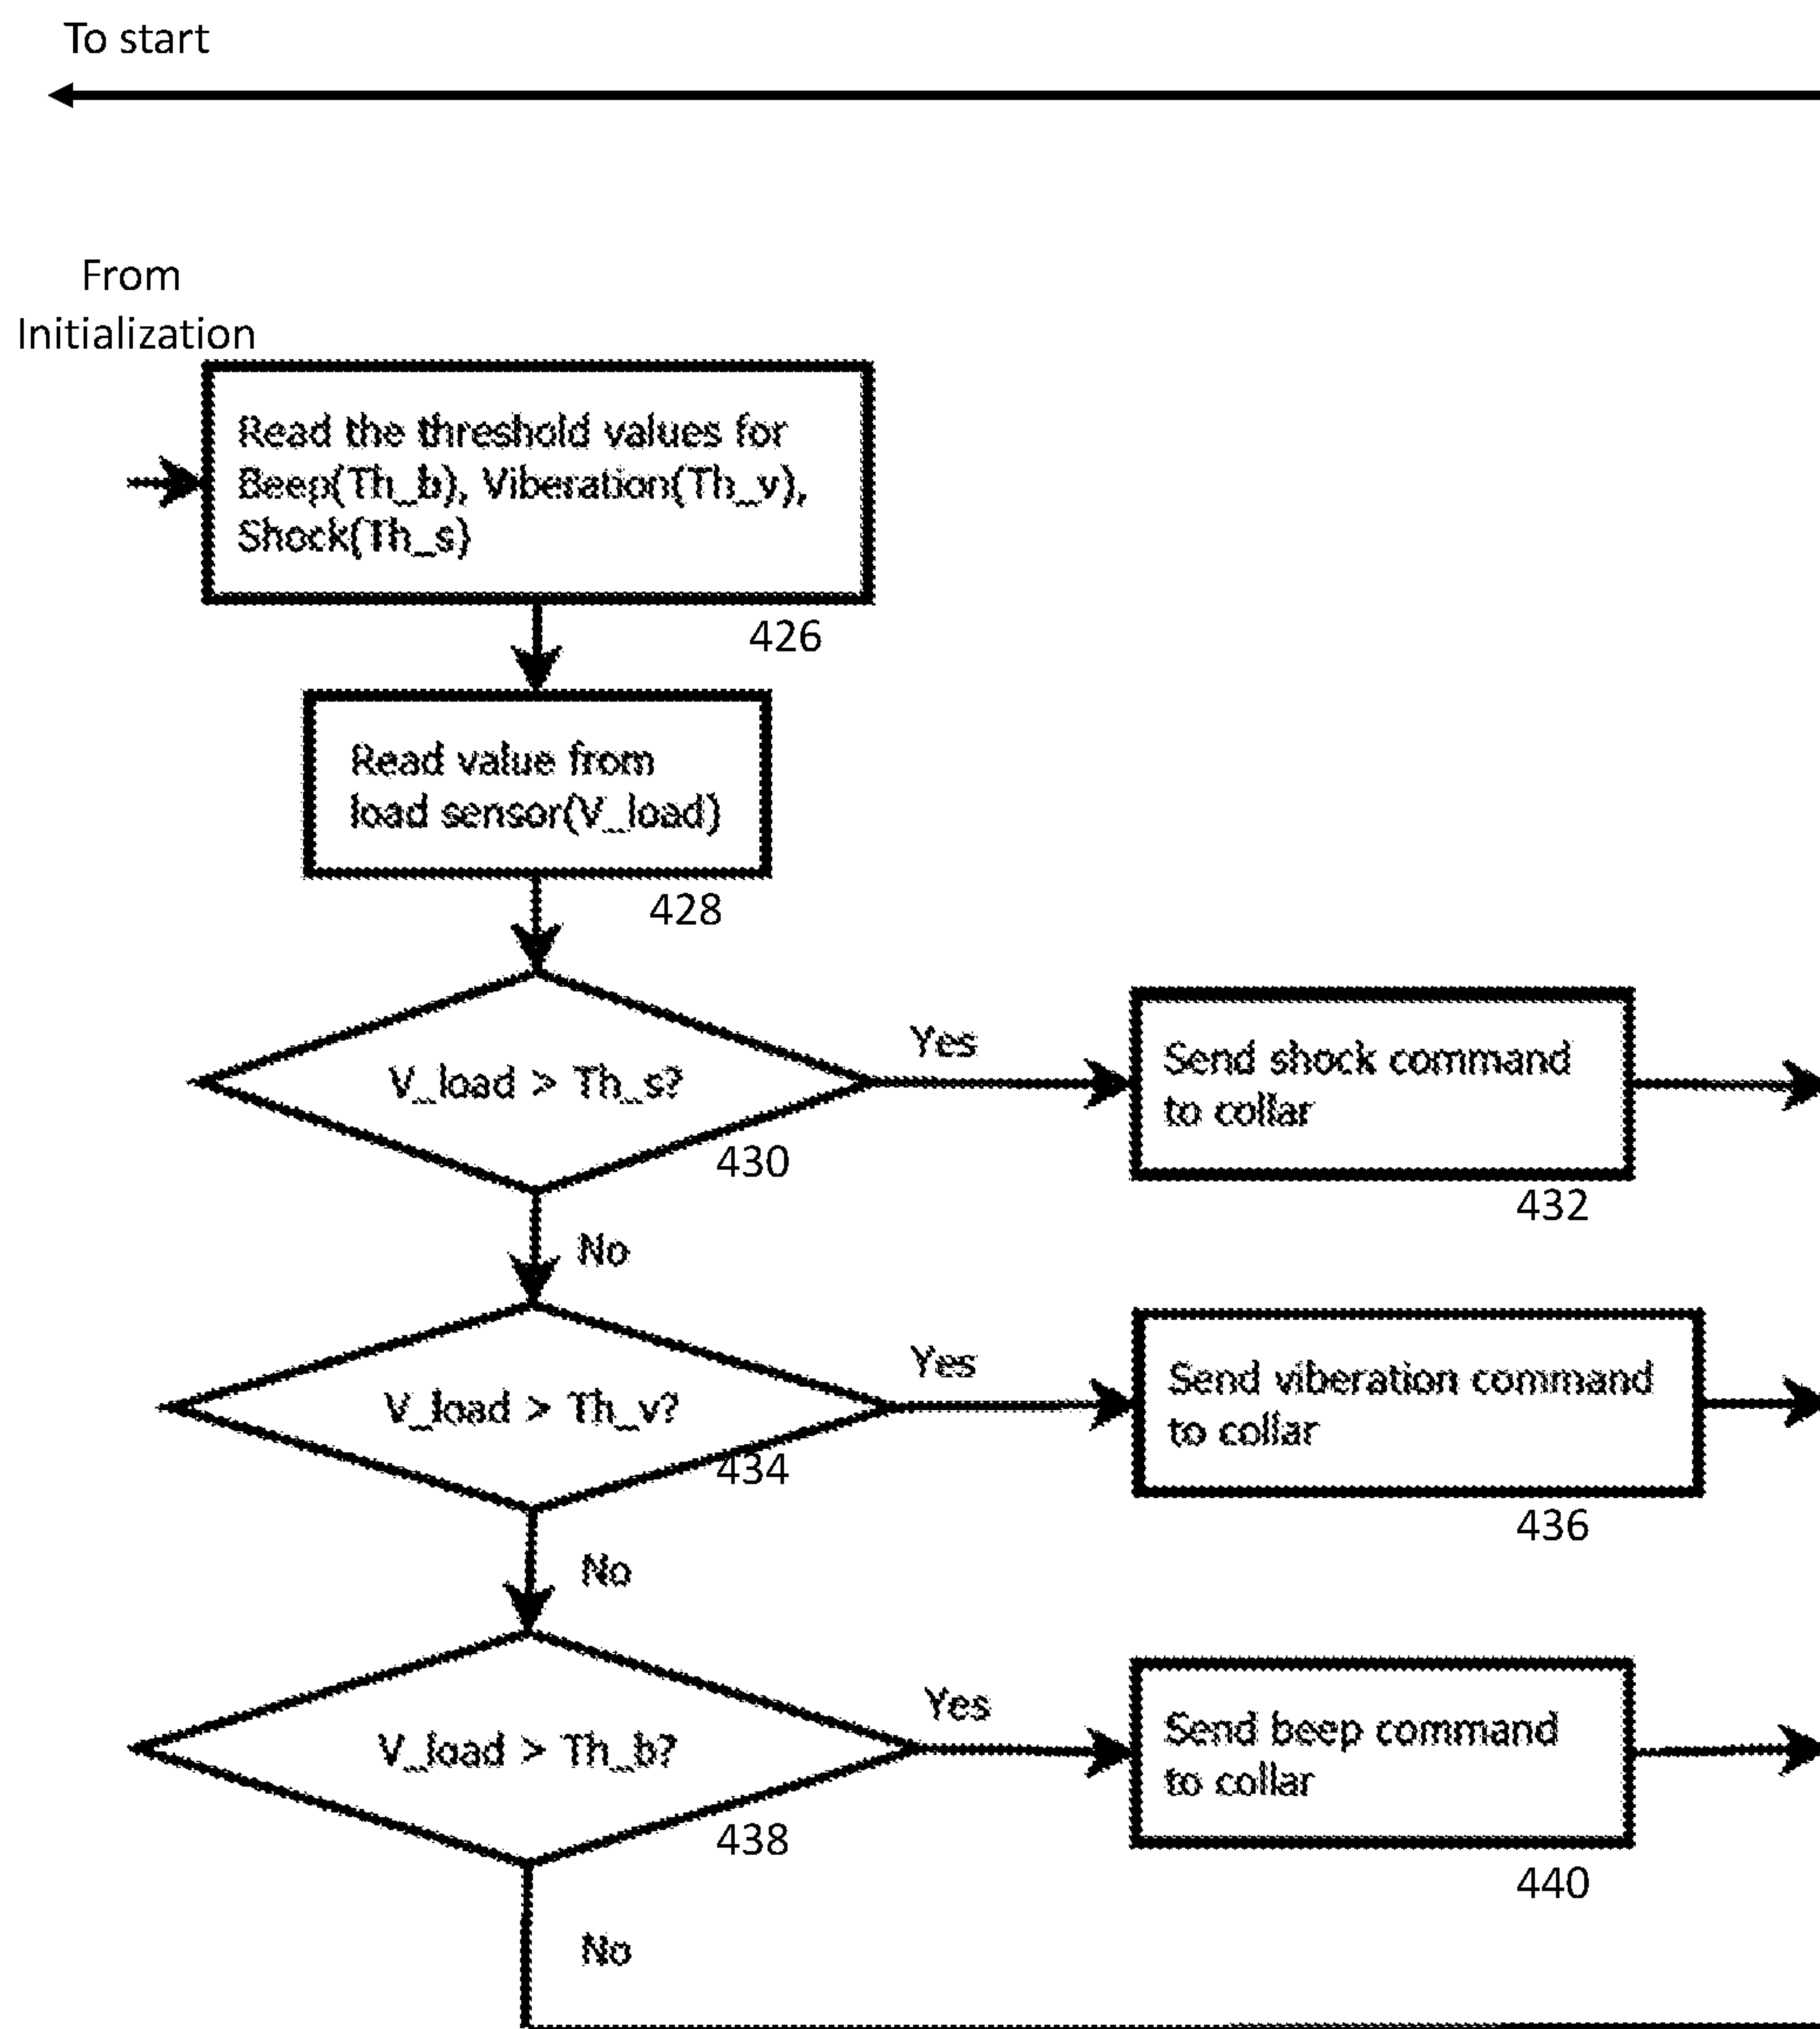 To start
From
Initialization
Read the threshold values for
Beep(Th_b), Viberation(Th_v),
Shock(Th_s)
426
Read value from
load sensor(V_load)
428
V_load > Th_s?
430
Yes
Send shock command
to collar
432
No
V_load > Th_v?
434
Yes
Send viberation command
to collar
436
No
V_load > Th_b?
438
Yes
Send beep command
to collar
440
No